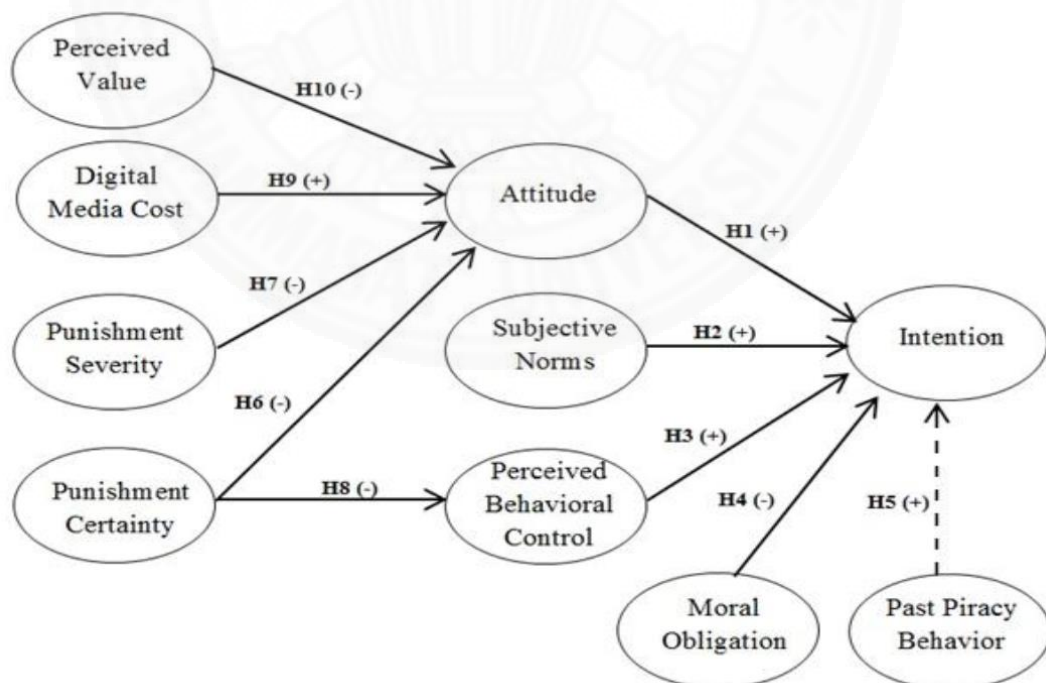 Perceived
Value
H10 (-)
Digital
Media Cost
H9 (+)
Attitude
H1 (+)
H7 (-)
Punishment
Severity
Subjective
Norms
H2 (+)
Intention
H6 (-)
H3 (+)
Punishment
Certainty
H8 (-)
Perceived
Behavioral
Control
H4 (-)
H5 (+)
Moral
Obligation
Past Piracy
Behavior
UNIVERSITY